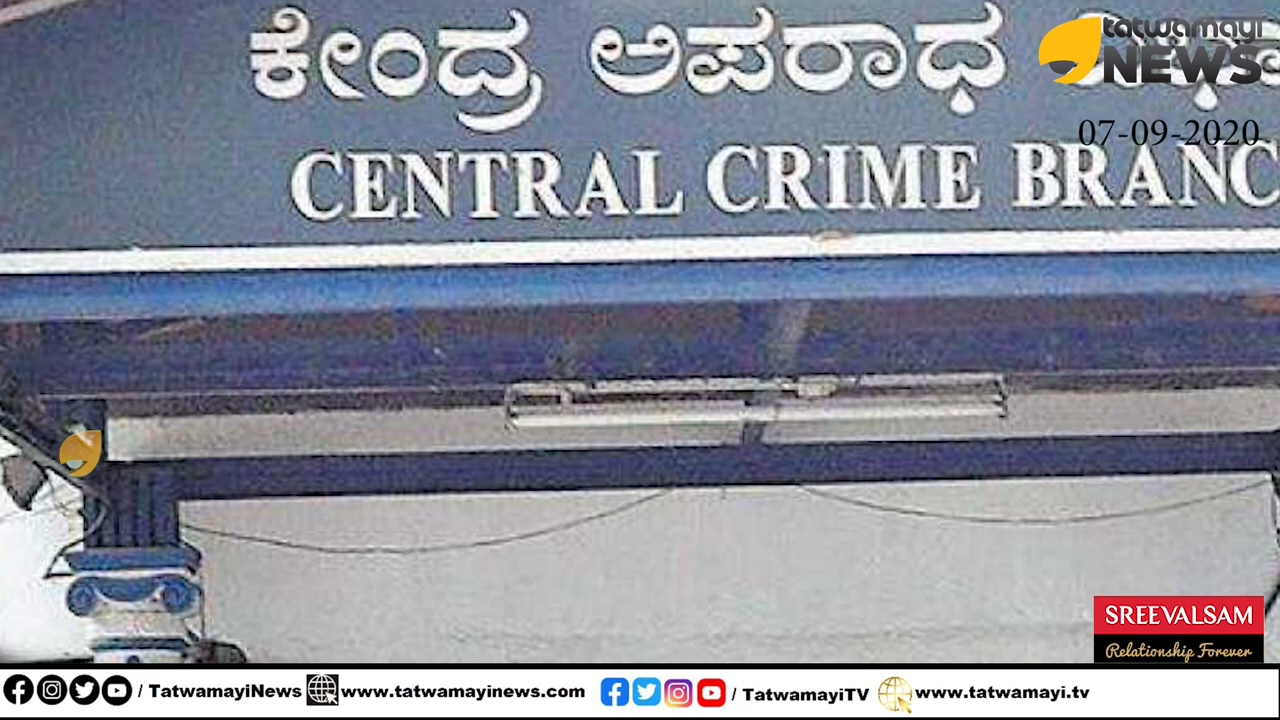 ಕೇಂದ್ರ ಅಪರಾಧ
tatwamayi
NEWS
07-09-2020
CENTRAL CRIME BRANC
SREEVALSAM
Relationship Forever
/ TatwamayiNews www.tatwamayinews.com / TatwamayiTV www.tatwamayi.tv